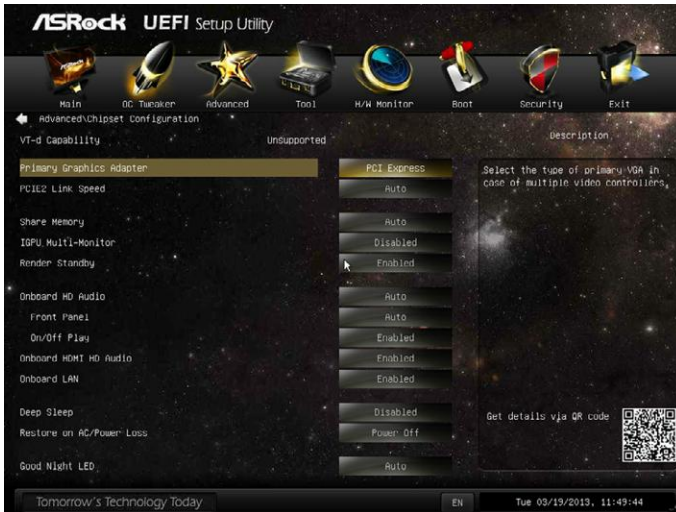 ASRock UEFI Setup Utility
Main OC Tweaker Advanced Tool H/W Monitor Boot Security Exit
Advanced\Chipset Configuration
Description
VT-d Capability Unsupported
Primary Graphics Adapter PCI Express
Select the type of primary VGA in
case of multiple video controllers.
PCIE2 Link Speed Auto
Share Memory Auto
IGPU Multi-Monitor Disabled
Render Standby Enabled
Onboard HD Audio Auto
Front Panel Auto
On/Off Play Enabled
Onboard HDMI HD Audio Enabled
Onboard LAN Enabled
Deep Sleep Disabled
Get details via QR code
Restore on AC/Power Loss Power Off
Good Night LED Auto
Tomorrow's Technology Today EN Tue 03/19/2013, 11:49:44